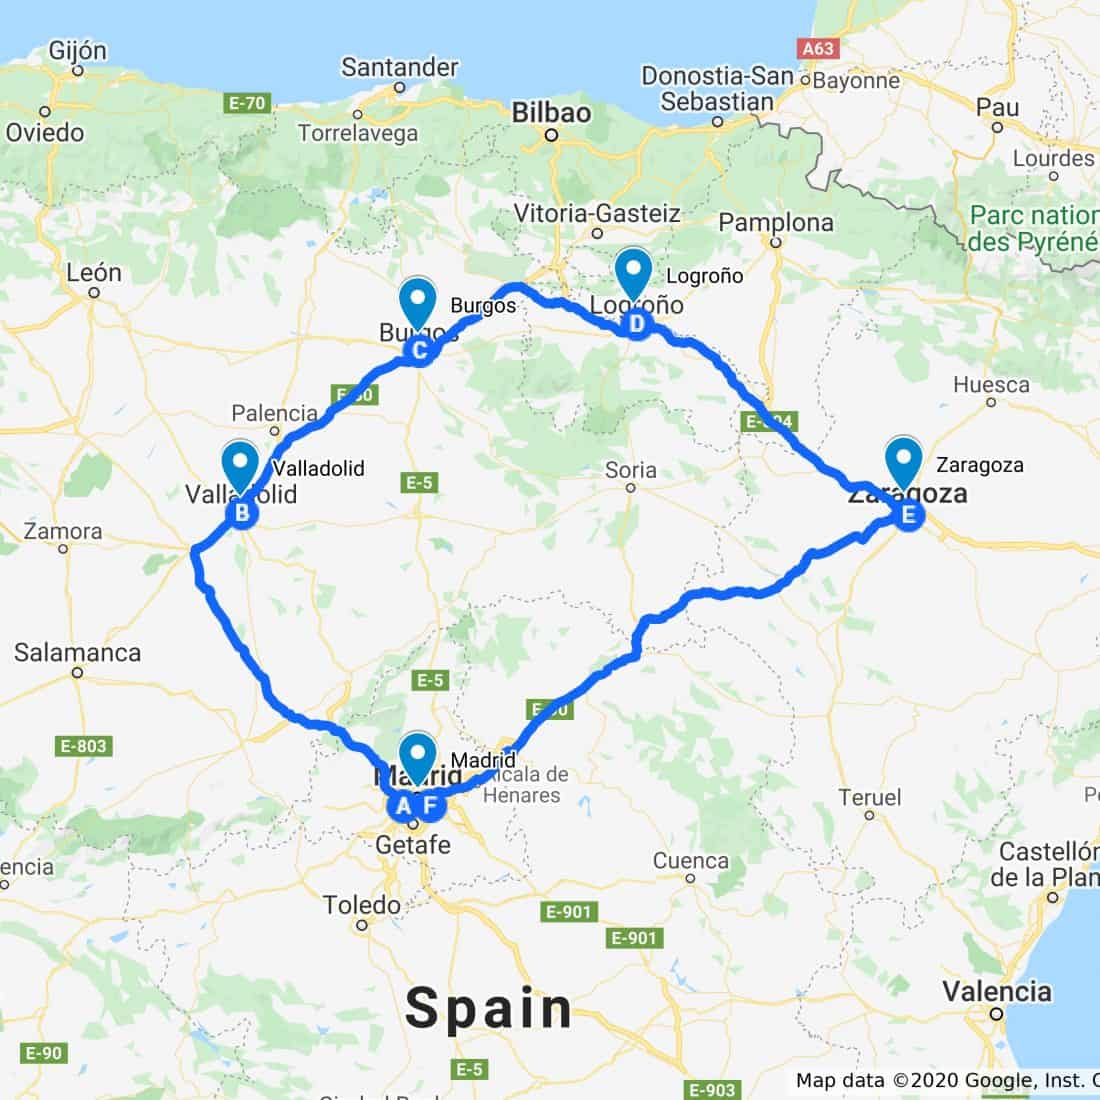 Gijón
Santander
A63
Donostia-San
Sebastian
Bayonne
E-70
Oviedo
Torrelavega
Bilbao
Pau
Lourdes
Vitoria-Gasteiz
Pamplona
Parc nation
des Pyréné
León
Logroño
Logroño
Burgos
Burgos
D
C
E-80
Huesca
Palencia
E-804
Valladolid
Valladolid
B
E-5
Soria
Zaragoza
Zaragoza
E
Zamora
Salamanca
E-5
E-90
E-803
Madrid
Madrid
Alcala de
Henares
A
F
Getafe
Teruel
Cuenca
Castellón
de la Plan
encia
Toledo
E-901
E-901
Spain
Valencia
E-90
E-5
E-903
Map data ©2020 Google, Inst. G